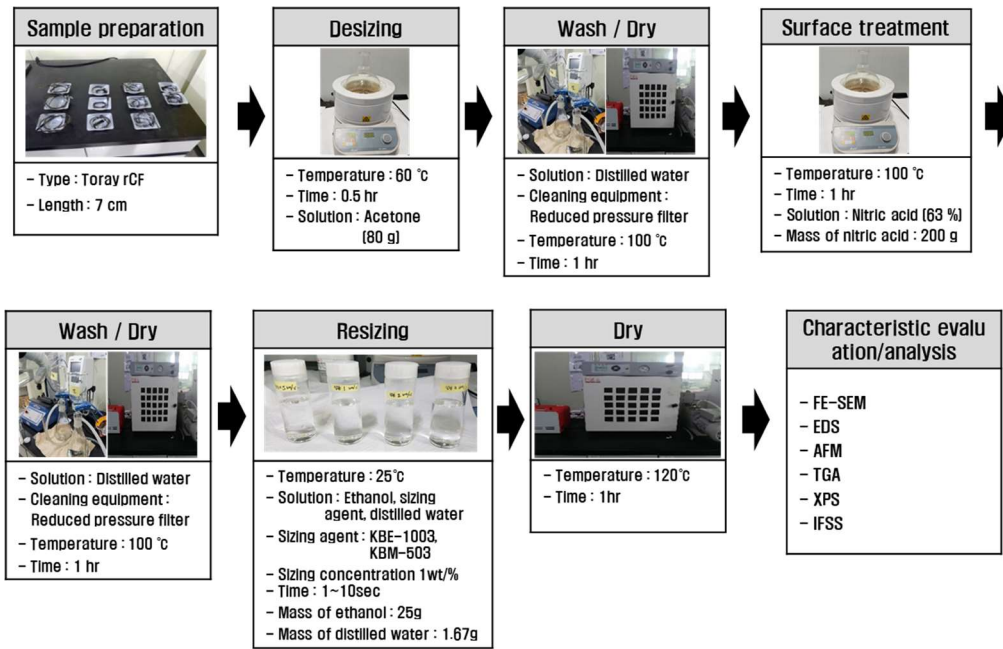 Sample preparation
- Type : Toray rCF
- Length : 7 cm
Desizing
- Temperature : 60 ℃
- Time : 0.5 hr
- Solution : Acetone
(80 g)
Wash / Dry
- Solution : Distilled water
- Cleaning equipment :
Reduced pressure filter
- Temperature : 100 ℃
- Time : 1 hr
Surface treatment
- Temperature : 100 ℃
- Time : 1 hr
- Solution : Nitric acid (63 %)
- Mass of nitric acid : 200 g
Wash / Dry
- Solution : Distilled water
- Cleaning equipment :
Reduced pressure filter
- Temperature : 100 ℃
- Time : 1 hr
Resizing
- Temperature : 25℃
- Solution : Ethanol, sizing
agent, distilled water
- Sizing agent : KBE-1003,
KBM-503
- Sizing concentration 1wt/%
- Time : 1~10sec
- Mass of ethanol : 25g
- Mass of distilled water : 1.67g
Dry
- Temperature : 120℃
- Time : 1hr
Characteristic evalu
ation/analysis
- FE-SEM
- EDS
- AFM
- TGA
- XPS
- IFSS